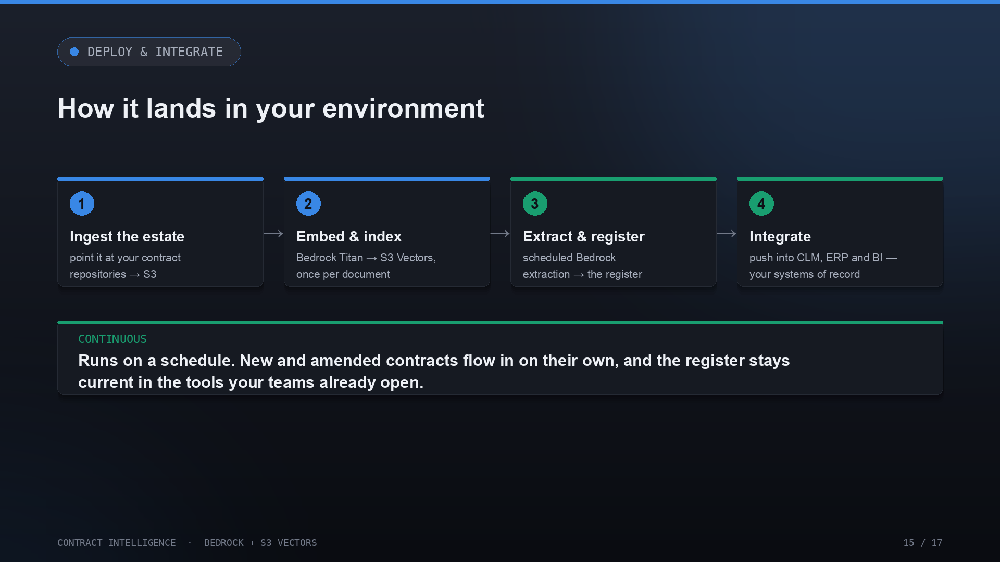 DEPLOY & INTEGRATE
How it lands in your environment
1
Ingest the estate
point it at your contract
repositories → S3
→
2
Embed & index
Bedrock Titan → S3 Vectors,
once per document
→
3
Extract & register
scheduled Bedrock
extraction → the register
→
4
Integrate
push into CLM, ERP and BI —
your systems of record
CONTINUOUS
Runs on a schedule. New and amended contracts flow in on their own, and the register stays
current in the tools your teams already open.
CONTRACT INTELLIGENCE · BEDROCK + S3 VECTORS
15 / 17